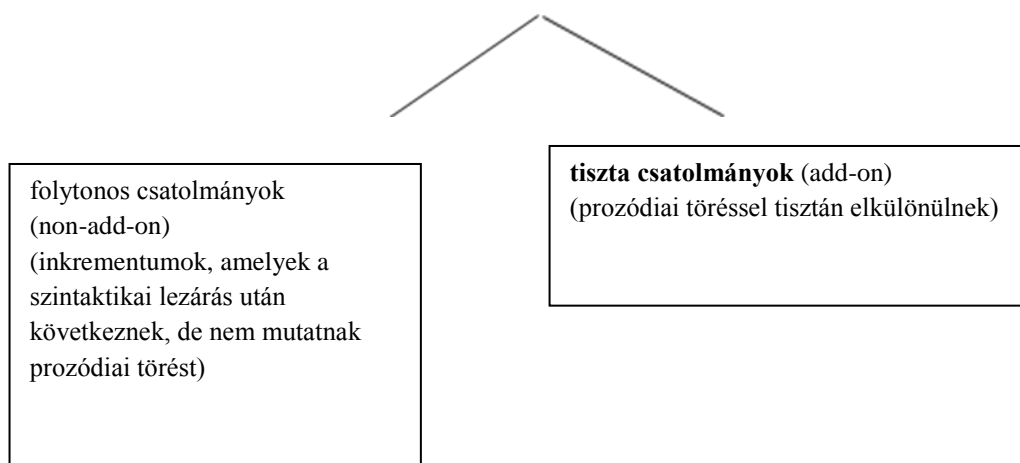 folytonos csatolmányok
(non-add-on)
(inkrementumok, amelyek a
szintaktikai lezárás után
következnek, de nem mutatnak
prozódiai törést)
tiszta csatolmányok (add-on)
(prozódiai töréssel tisztán elkülönülnek)